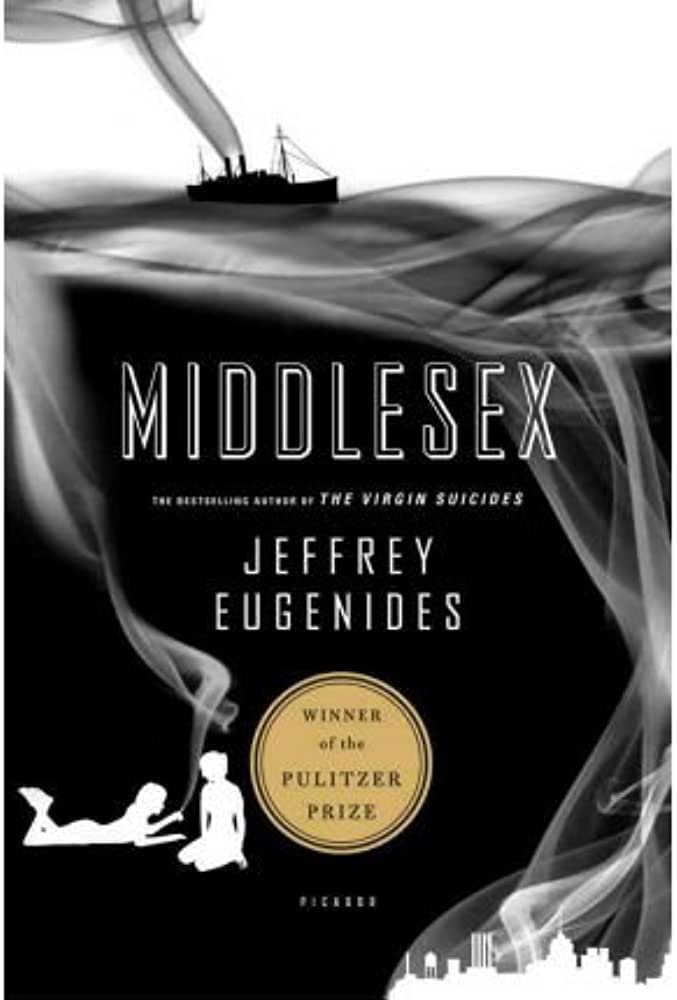 MIDDLESEX
THE BESTSELLING AUTHOR OF THE VIRGIN SUICIDES
JEFFREY
EUGENIDES
WINNER
of the
PULITZER
PRIZE
PICADOR